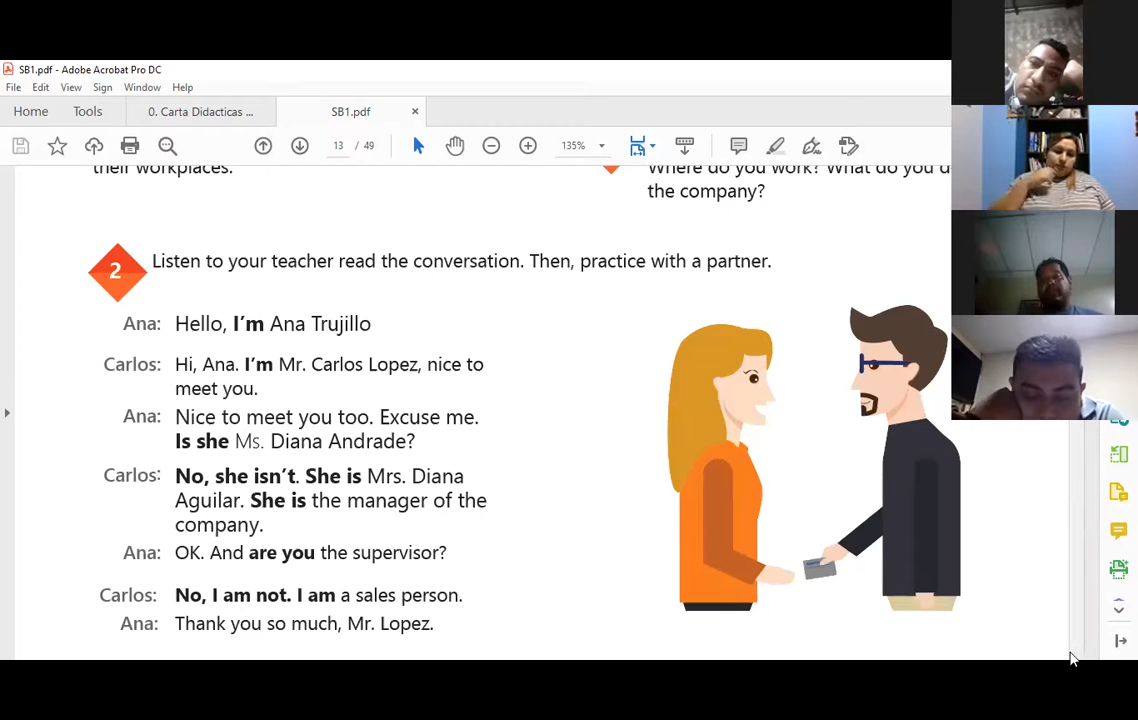 SB1.pdf - Adobe Acrobat Pro DC
File Edit View Sign Window Help
Home Tools 0. Carta Didacticas ... SB1.pdf ×
13 / 49 135%
their workplaces.
Where do you work? What do you d
the company?
2 Listen to your teacher read the conversation. Then, practice with a partner.
Ana: Hello, I'm Ana Trujillo
Carlos: Hi, Ana. I'm Mr. Carlos Lopez, nice to
meet you.
Ana: Nice to meet you too. Excuse me.
Is she Ms. Diana Andrade?
Carlos: No, she isn't. She is Mrs. Diana
Aguilar. She is the manager of the
company.
Ana: OK. And are you the supervisor?
Carlos: No, I am not. I am a sales person.
Ana: Thank you so much, Mr. Lopez.